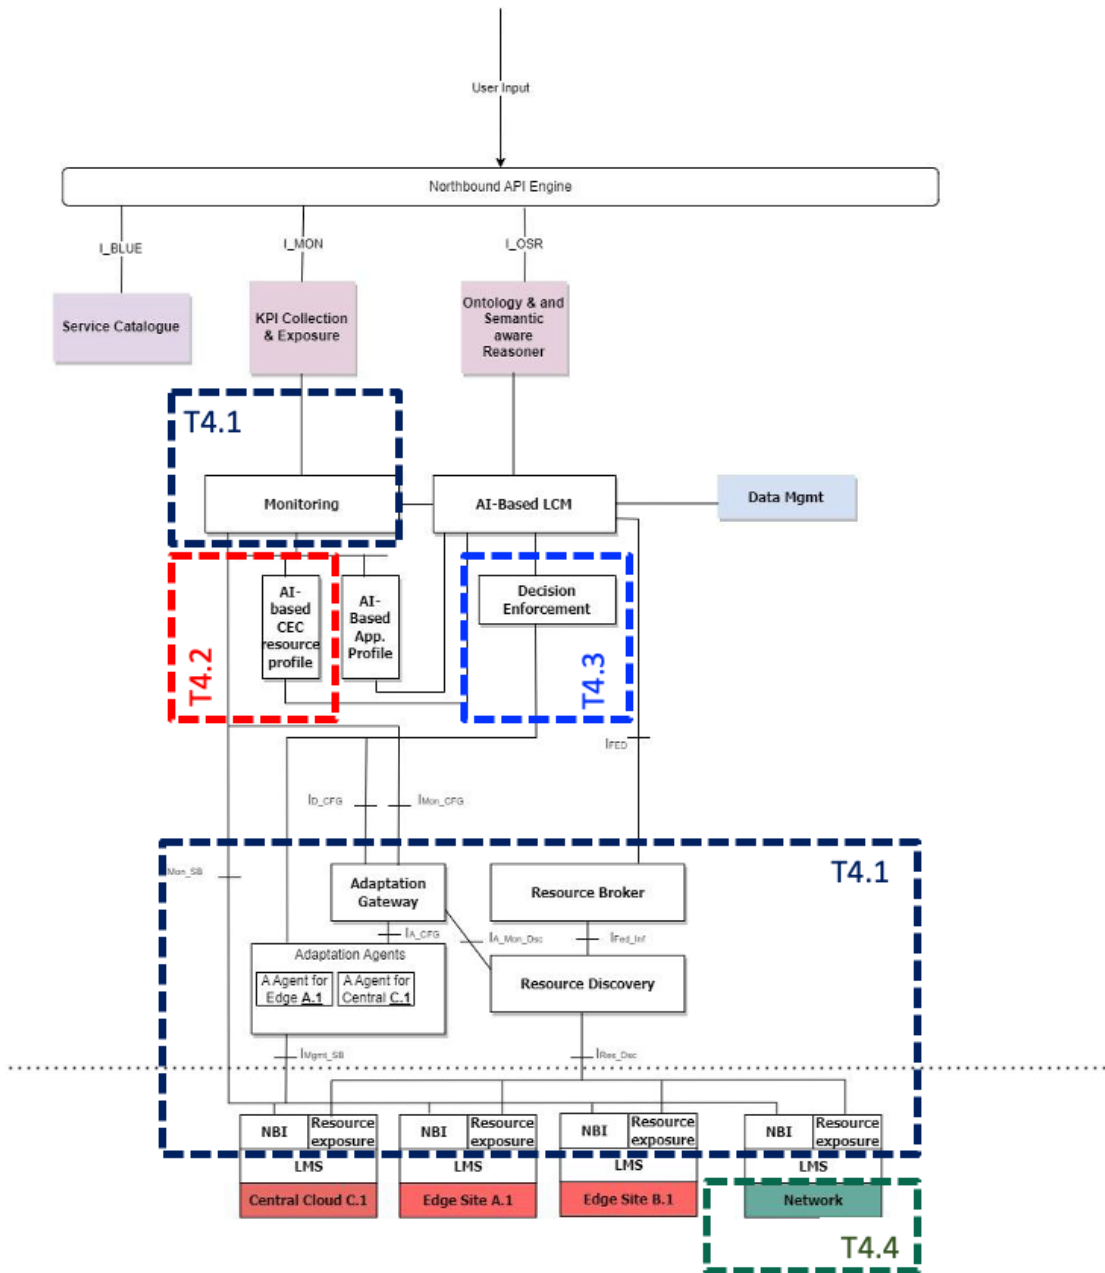 User Input
Northbound API Engine
I_BLUE
I_MON
I_OSR
Service Catalogue
KPI Collection
& Exposure
Ontology & and
Semantic
aware
Reasoner
T4.1
Monitoring
AI-Based LCM
Data Mgmt
AI-
based
CEC
resource
profile
AI-
Based
App.
Profile
Decision
Enforcement
T4.2
T4.3
IFED
ID_CFG
IMon_CFG
T4.1
Mon_SB
Adaptation
Gateway
Resource Broker
IA_CFG
IA_Mon_Dsc
IFed_Inf
Adaptation Agents
A Agent for
Edge A.1
A Agent for
Central C.1
Resource Discovery
IMgmt_SB
IRes_Dsc
NBI
Resource
exposure
LMS
Central Cloud C.1
NBI
Resource
exposure
LMS
Edge Site A.1
NBI
Resource
exposure
LMS
Edge Site B.1
NBI
Resource
exposure
LMS
Network
T4.4